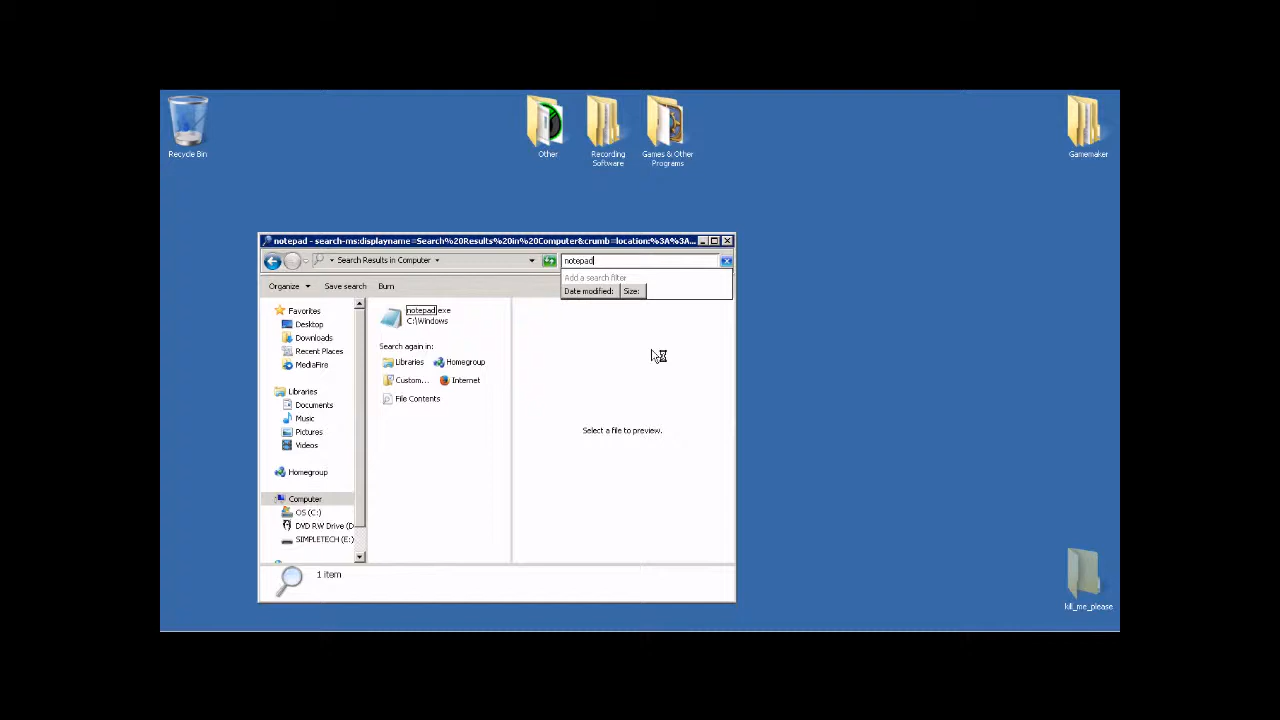 Recycle Bin
Other
Recording
Software
Games & Other
Programs
Gamemaker
notepad - search-ms:displayname=Search%20Results%20in%20Computer&crumb=location:%3A%3A...
Search Results in Computer
notepad
Add a search filter
Date modified:
Size:
Organize
Save search
Burn
Favorites
Desktop
Downloads
Recent Places
MediaFire
Libraries
Documents
Music
Pictures
Videos
Homegroup
Computer
OS (C:)
DVD RW Drive (D
SIMPLETECH (E:)
notepad.exe
C:\Windows
Search again in:
Libraries
Homegroup
Custom...
Internet
File Contents
Select a file to preview.
1 item
kill_me_please